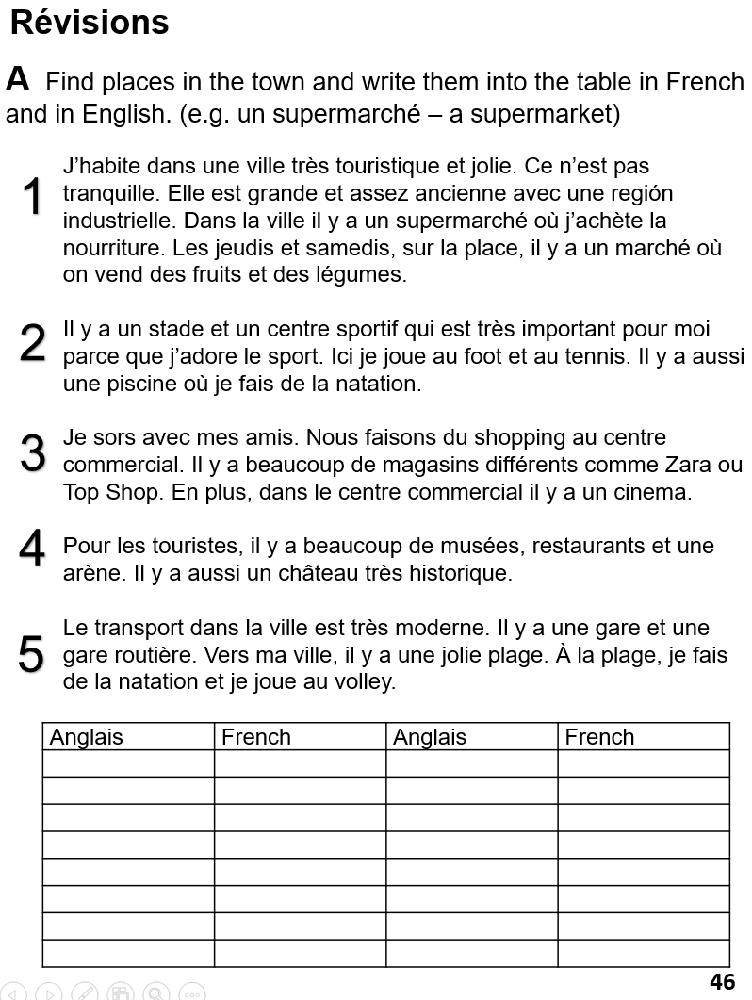 Révisions
A Find places in the town and write them into the table in French
and in English. (e.g. un supermarché – a supermarket)
1
J’habite dans une ville très touristique et jolie. Ce n’est pas
tranquille. Elle est grande et assez ancienne avec une región
industrielle. Dans la ville il y a un supermarché où j’achète la
nourriture. Les jeudis et samedis, sur la place, il y a un marché où
on vend des fruits et des légumes.
2
Il y a un stade et un centre sportif qui est très important pour moi
parce que j’adore le sport. Ici je joue au foot et au tennis. Il y a aussi
une piscine où je fais de la natation.
3
Je sors avec mes amis. Nous faisons du shopping au centre
commercial. Il y a beaucoup de magasins différents comme Zara ou
Top Shop. En plus, dans le centre commercial il y a un cinema.
4
Pour les touristes, il y a beaucoup de musées, restaurants et une
arène. Il y a aussi un château très historique.
5
Le transport dans la ville est très moderne. Il y a une gare et une
gare routière. Vers ma ville, il y a une jolie plage. À la plage, je fais
de la natation et je joue au volley.
Anglais French Anglais French
46